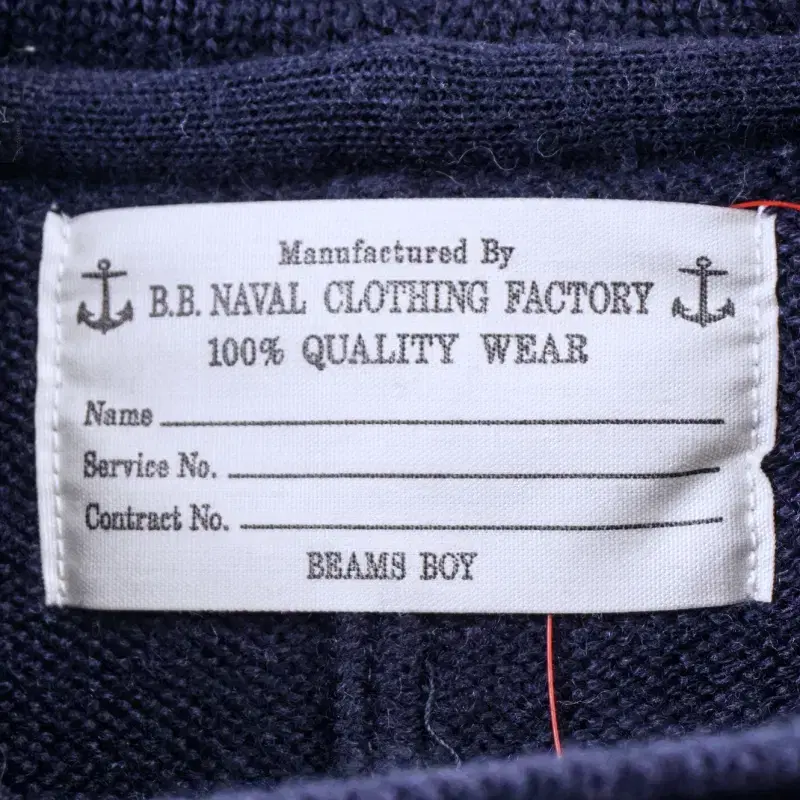 Manufactured By
B.B. NAVAL CLOTHING FACTORY
100% QUALITY WEAR
Name
Service No.
Contract No.
BEAMS BOY